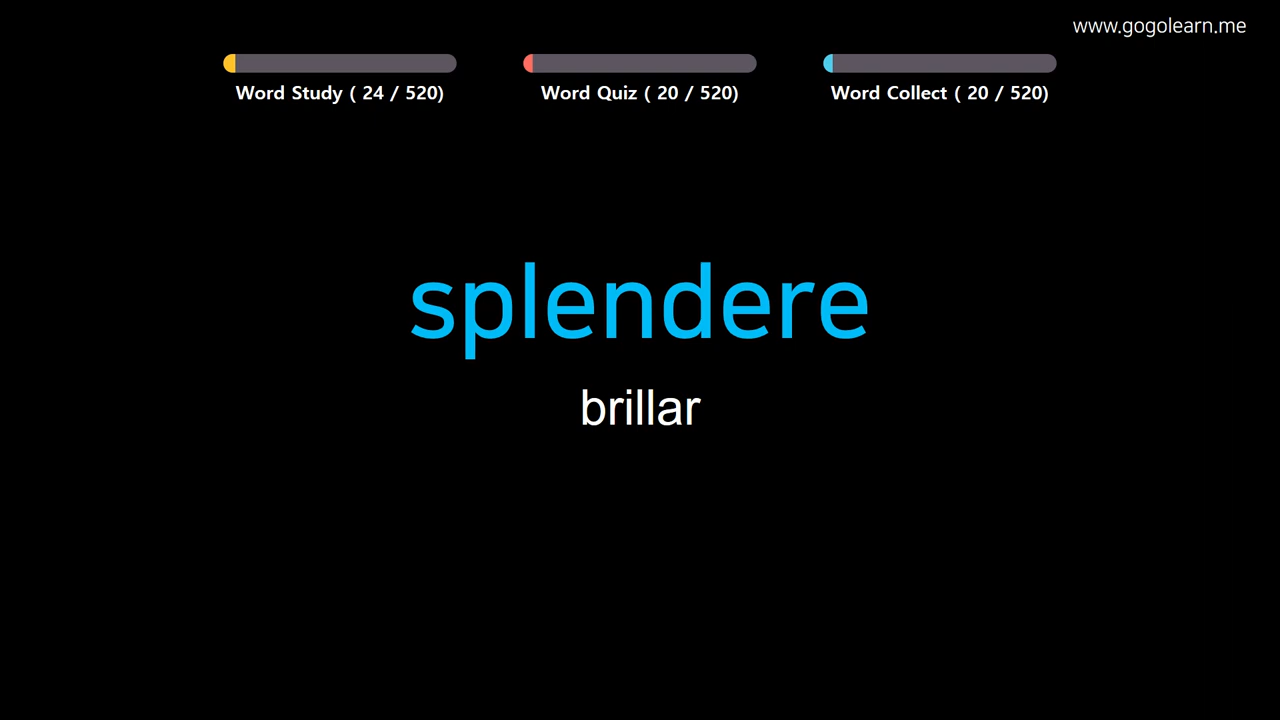 www.gogolearn.me
Word Study ( 24 / 520)
Word Quiz ( 20 / 520)
Word Collect ( 20 / 520)
splendere
brillar